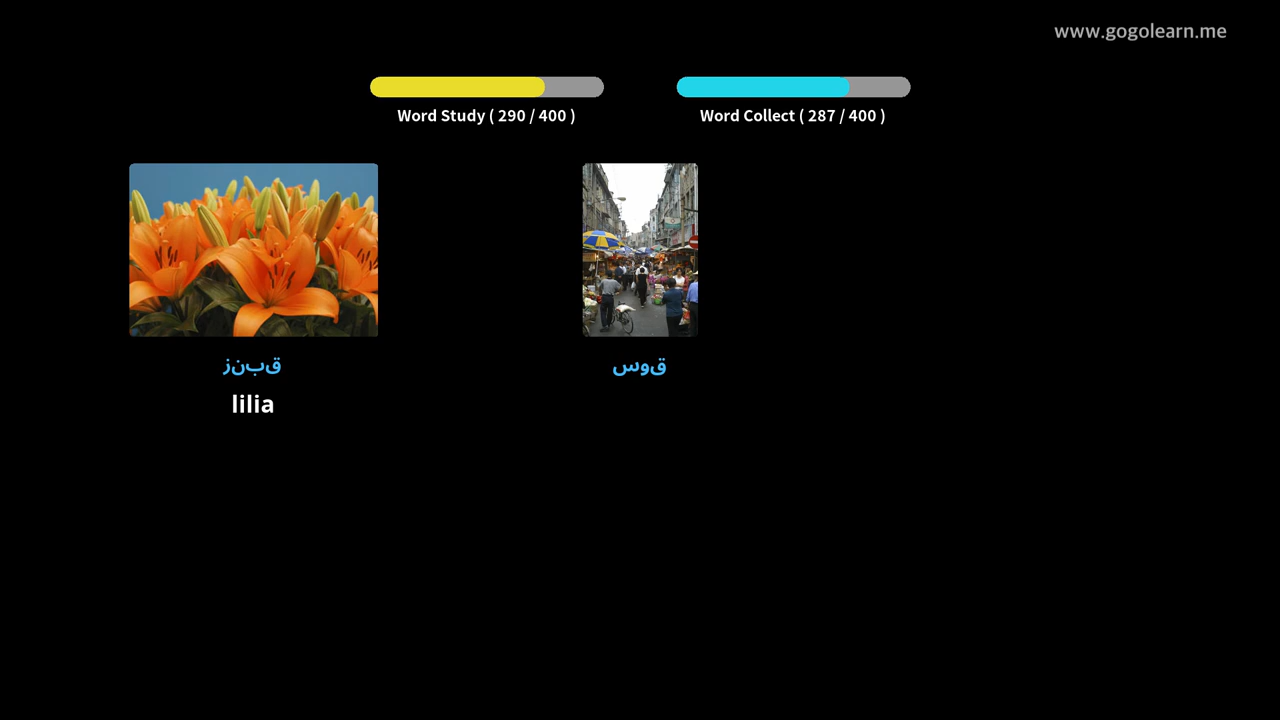 www.gogolearn.me
Word Study ( 290 / 400 )
Word Collect ( 287 / 400 )
قبنز
قوس
lilia